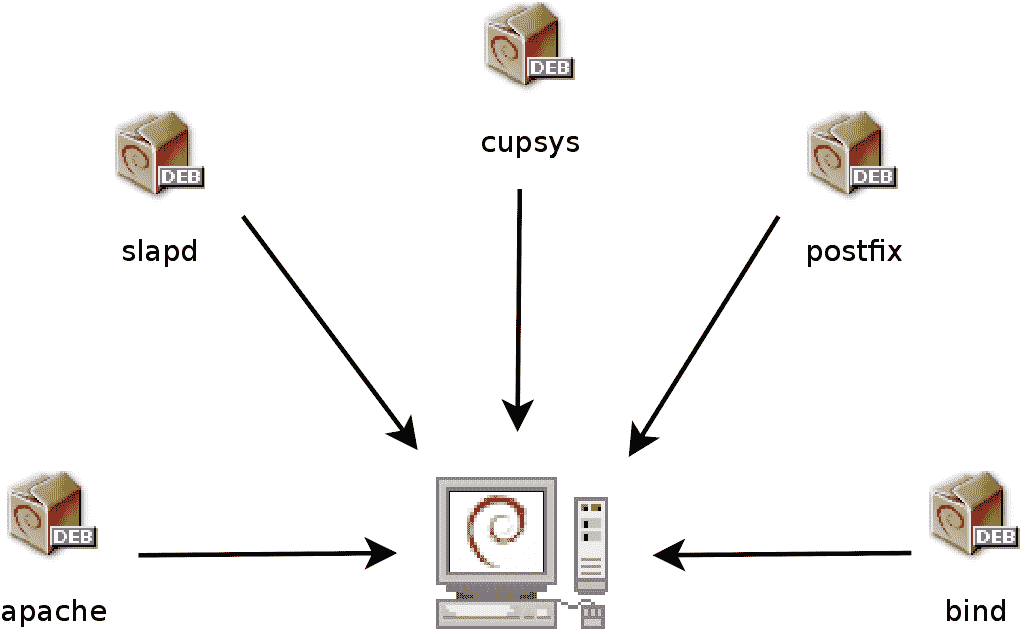 DEB
cupsys
DEB
slapd
DEB
postfix
DEB
apache
DEB
bind